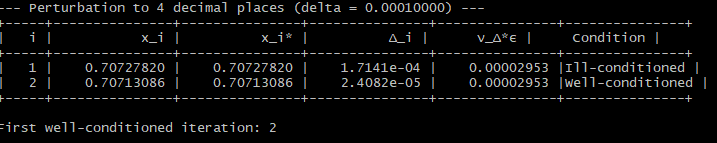 --- Perturbation to 4 decimal places (delta = 0.00010000) ---
+-----+----------------+----------------+----------------+--------------+---------------+
| i | x_i | x_i* | Δ_i | ν_Δ*ϵ | Condition |
+-----+----------------+----------------+----------------+--------------+---------------+
| 1 | 0.70727820 | 0.70727820 | 1.7141e-04 | 0.00002953 |Ill-conditioned |
| 2 | 0.70713086 | 0.70713086 | 2.4082e-05 | 0.00002953 |Well-conditioned |
+-----+----------------+----------------+----------------+--------------+---------------+
First well-conditioned iteration: 2